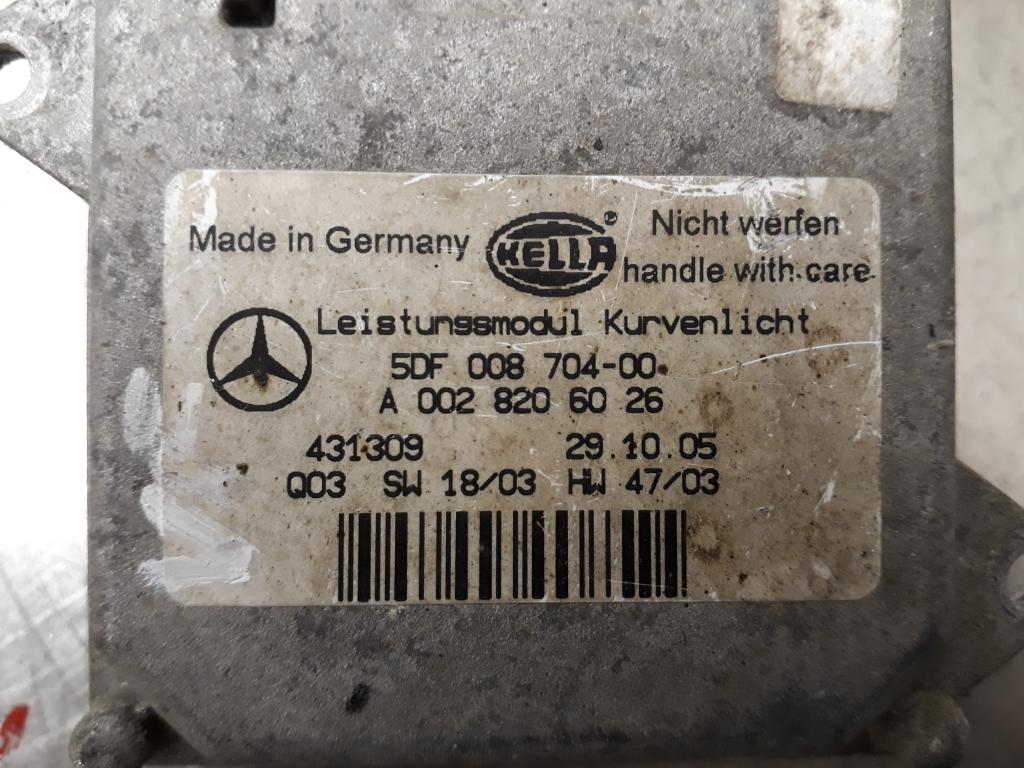 Made in Germany
HELLA®
Nicht werfen
handle with care
Leistungsmodul Kurvenlicht
5DF 008 704-00
A 002 820 60 26
431309 29.10.05
Q03 SW 18/03 HW 47/03